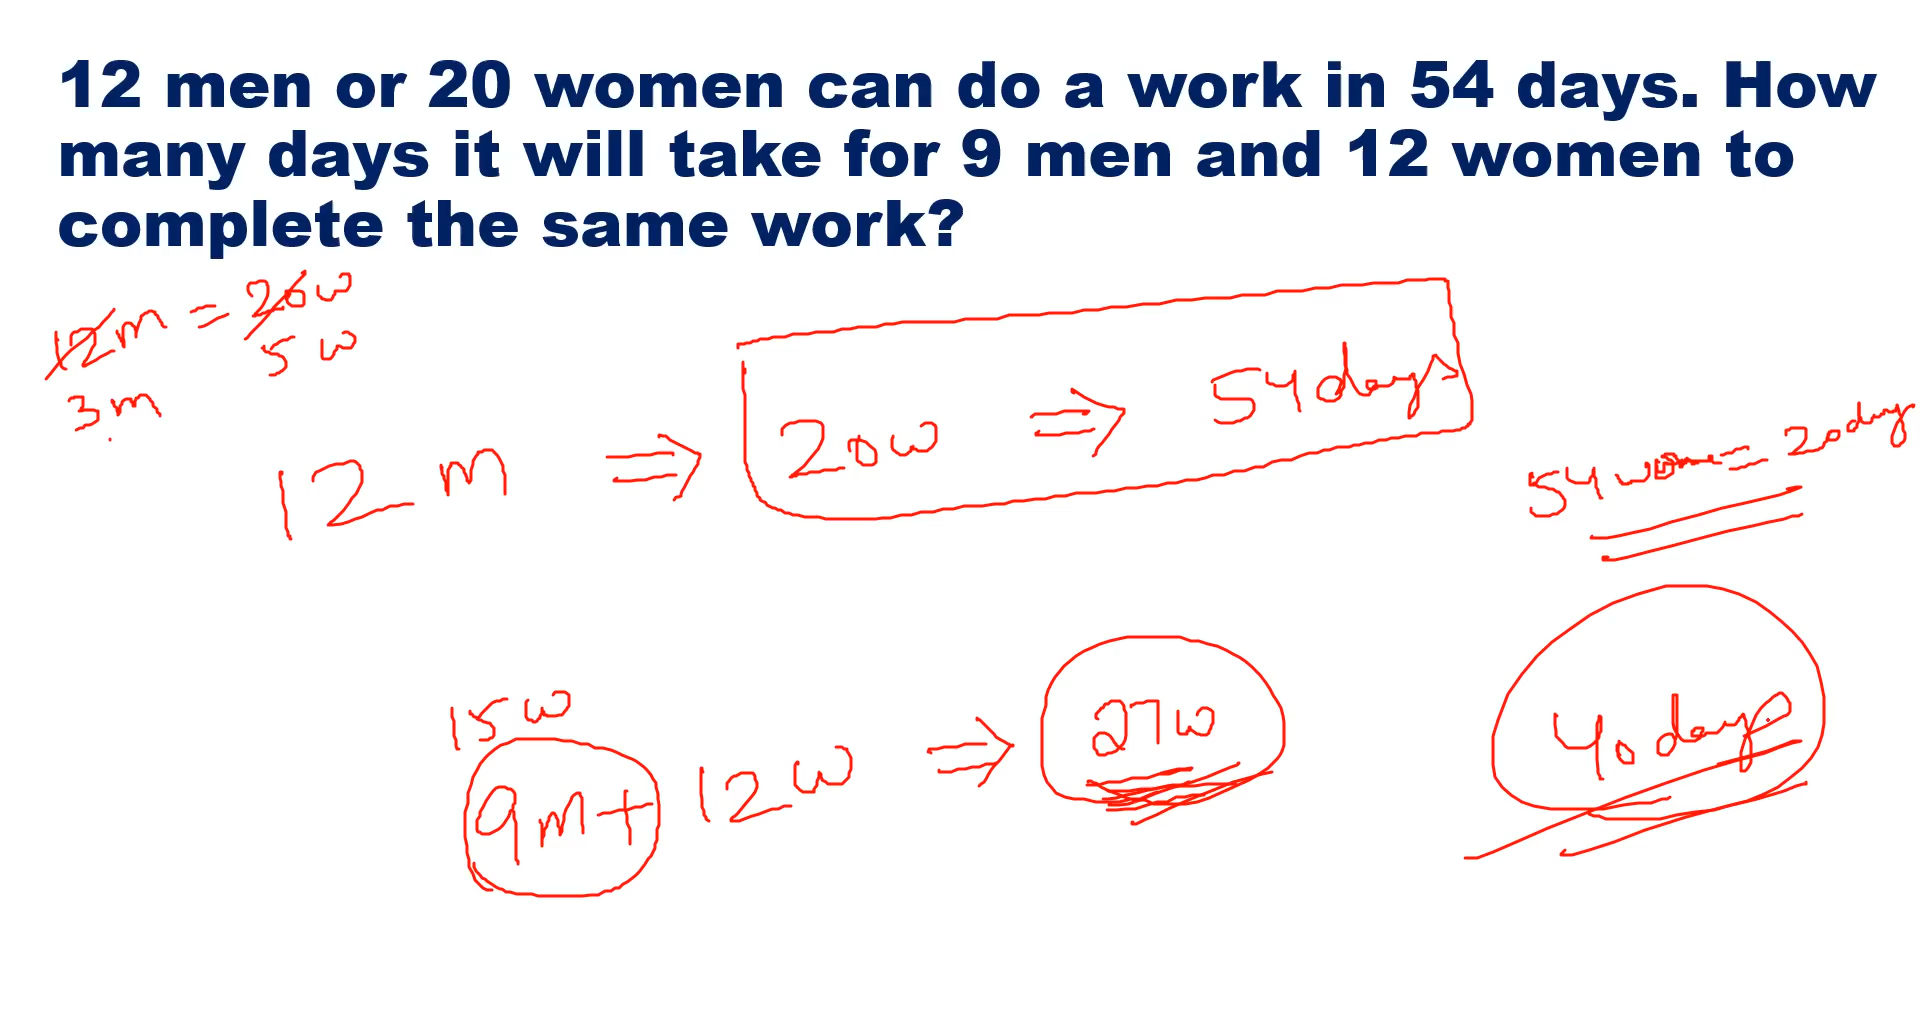 12 men or 20 women can do a work in 54 days. How
many days it will take for 9 men and 12 women to
complete the same work?
12m = 20w
3m 5w
12 m ⇒ 20w ⇒ 54 days
54 women = 20 days
15w
9m + 12w ⇒ 27w
40 days